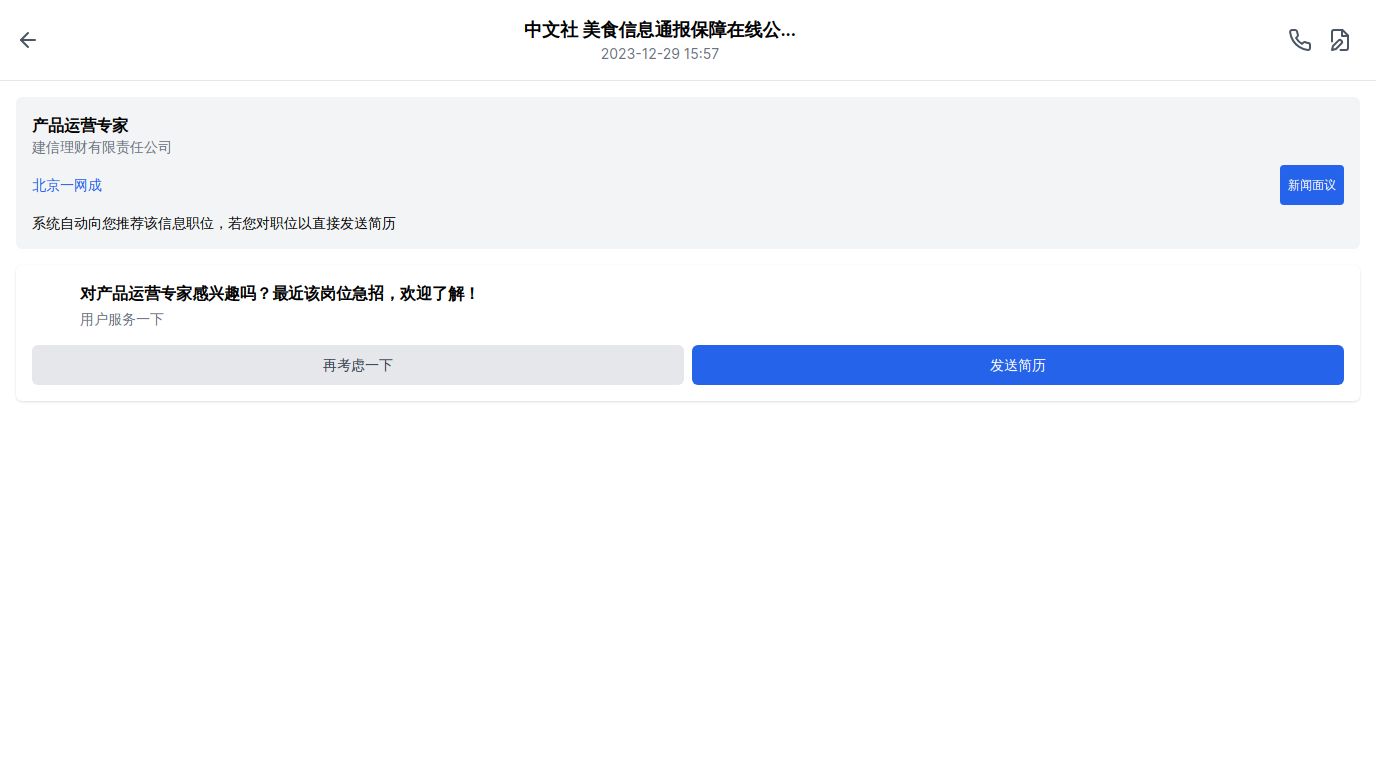 中文社 美食信息通报保障在线公...
2023-12-29 15:57
产品运营专家
建信理财有限责任公司
北京一网成
新闻面议
系统自动向您推荐该信息职位，若您对职位以直接发送简历
对产品运营专家感兴趣吗？最近该岗位急招，欢迎了解！
用户服务一下
再考虑一下
发送简历